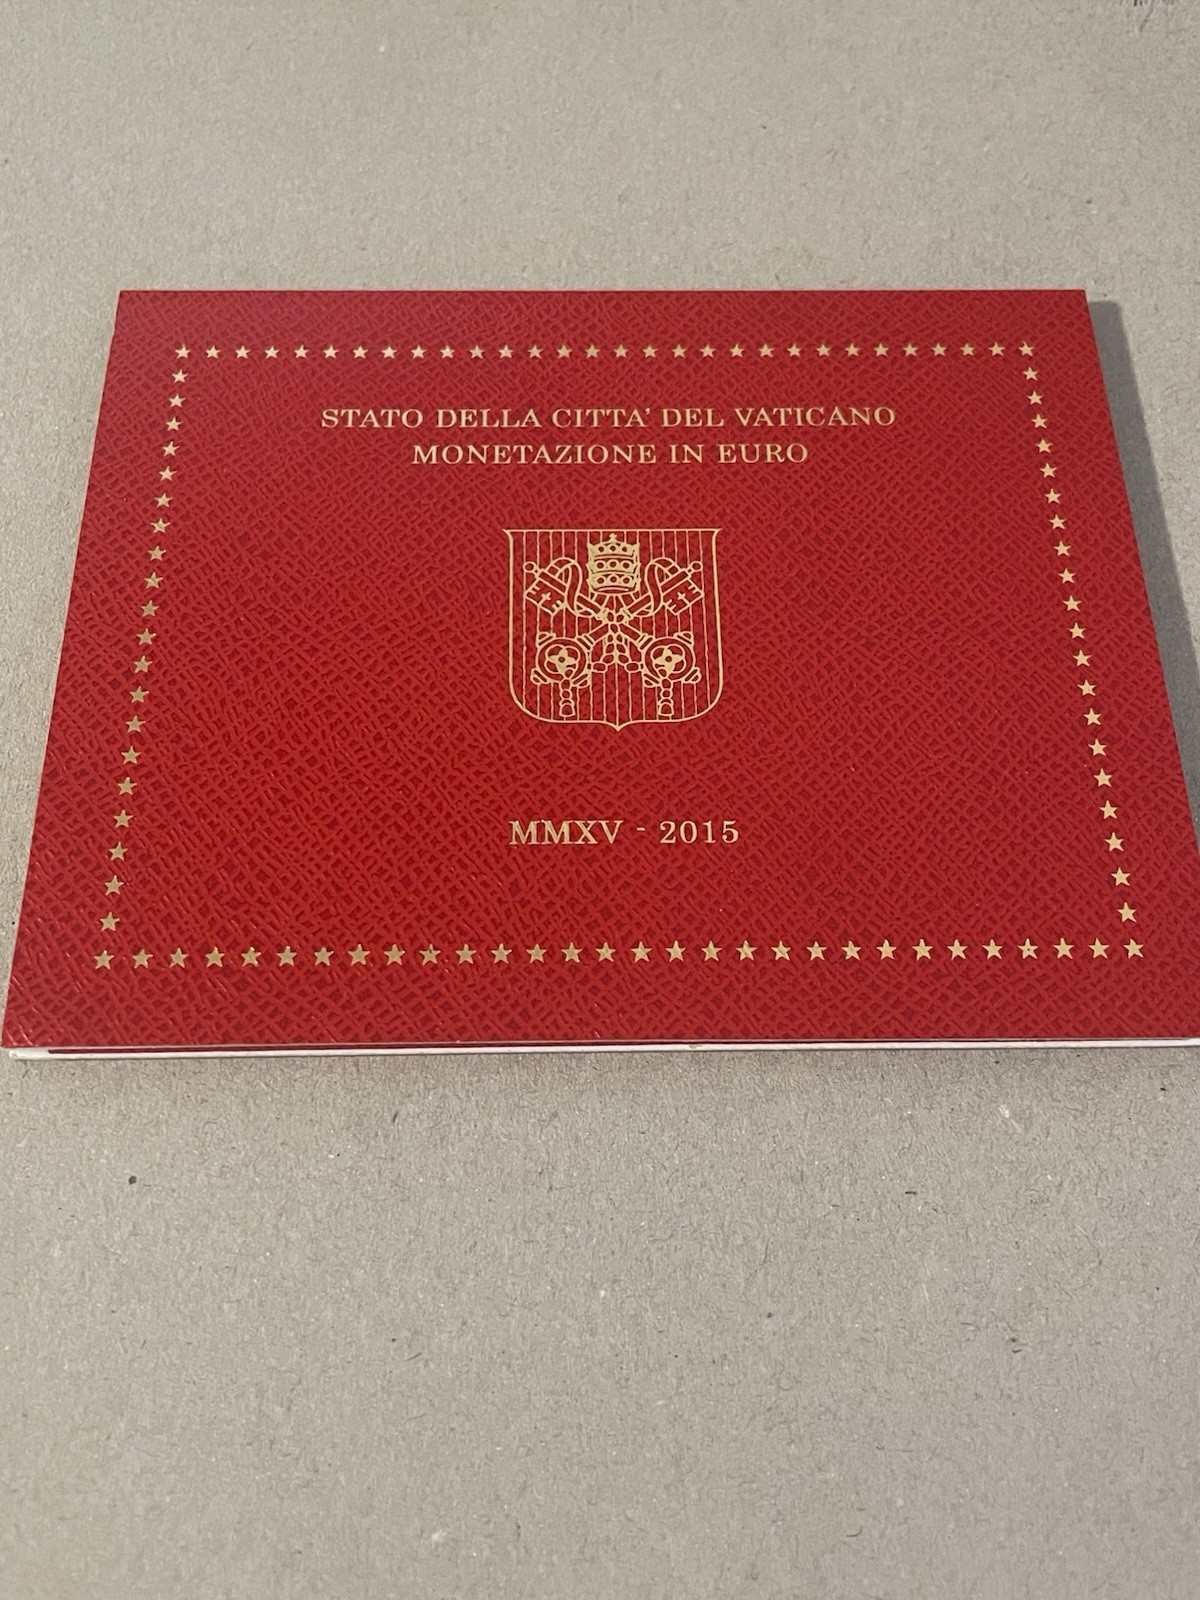 STATO DELLA CITTA' DEL VATICANO
MONETAZIONE IN EURO
MMXV - 2015